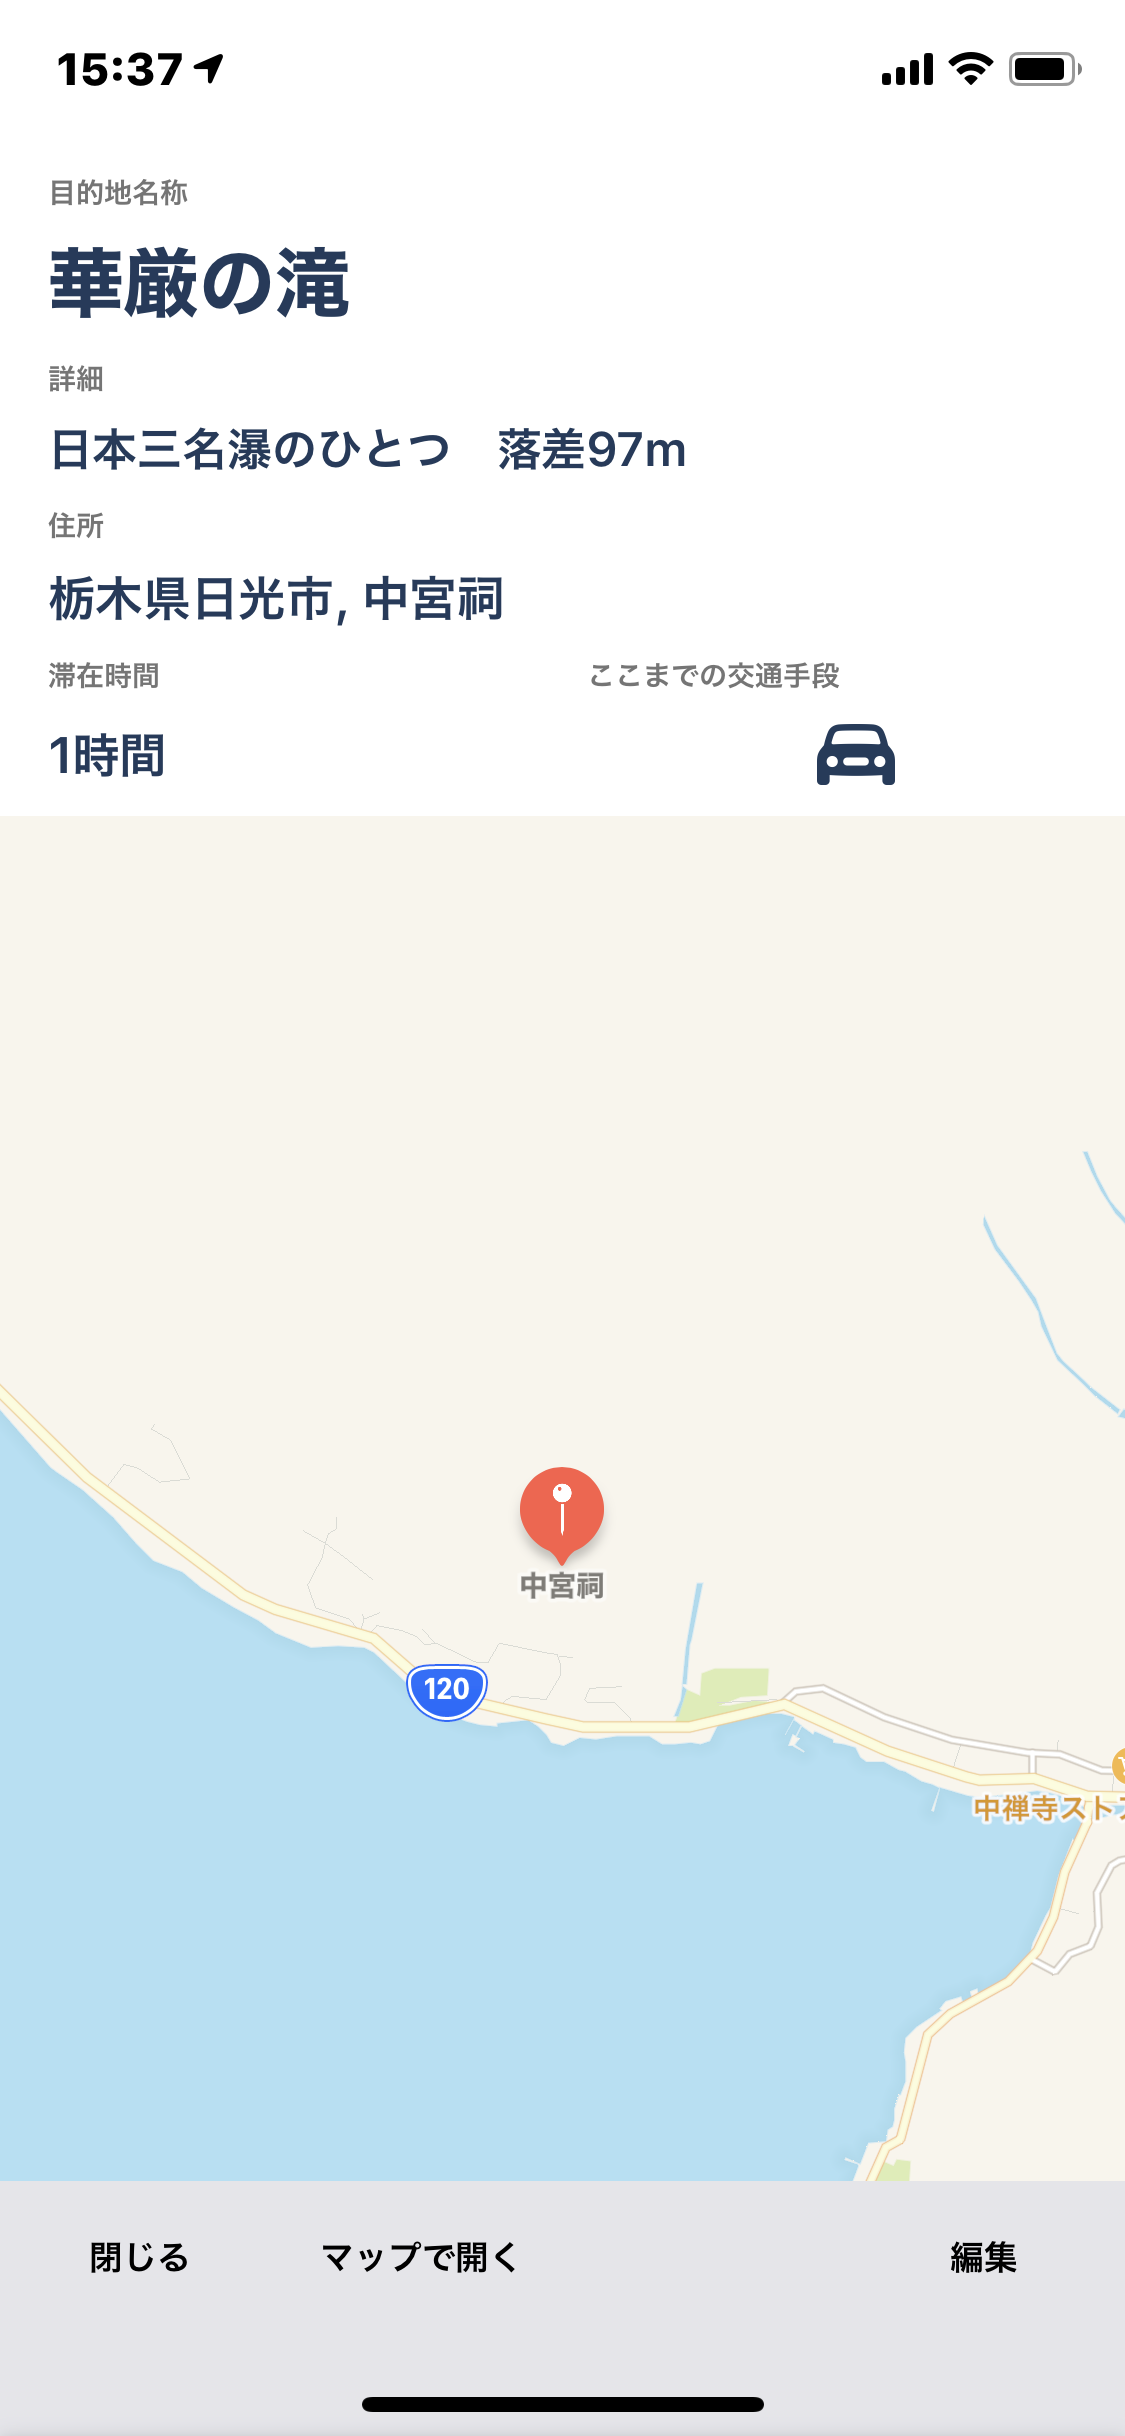 15:37
目的地名称
華厳の滝
詳細
日本三名瀑のひとつ　落差97m
住所
栃木県日光市, 中宮祠
滞在時間 ここまでの交通手段
1時間
中宮祠
120
中禅寺スト
閉じる マップで開く 編集